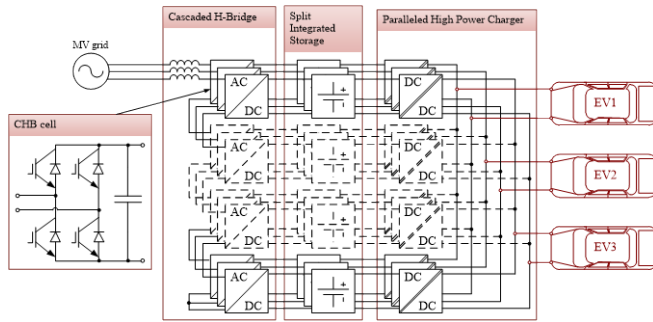 Cascaded H-Bridge
Split
Integrated
Storage
Paralleled High Power Charger
MV grid
AC
DC
+
DC
DC
EV1
CHB cell
AC
DC
+
DC
DC
EV2
AC
DC
+
DC
DC
EV3
AC
DC
+
DC
DC